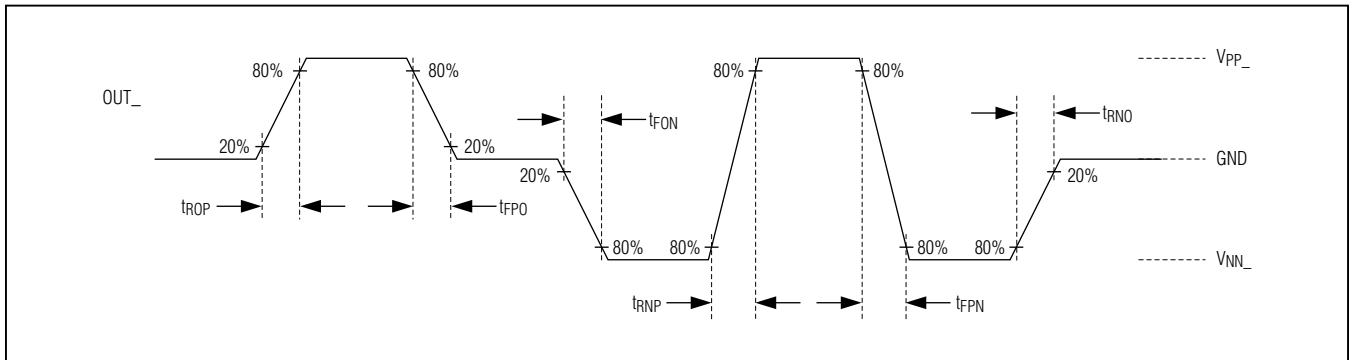 80% 80% 80% 80% VPP_
OUT_
tFON tRNO
20% 20% GND
20% 20%
tROP tFPO
80% 80% 80% 80% VNN_
tRNP tFPN